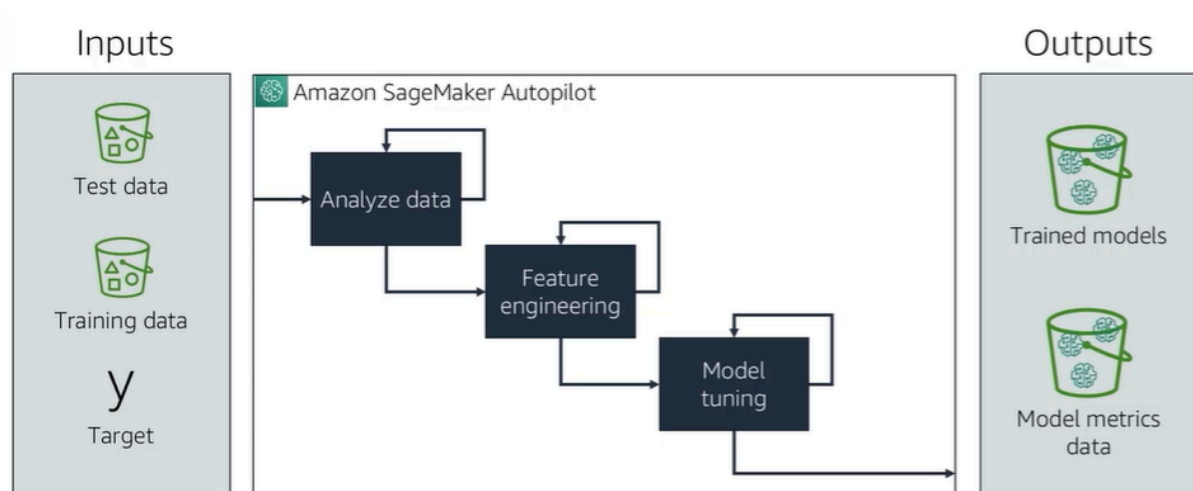 Inputs
Outputs
Amazon SageMaker Autopilot
Test data
Training data
y
Target
Analyze data
Feature
engineering
Model
tuning
Trained models
Model metrics
data